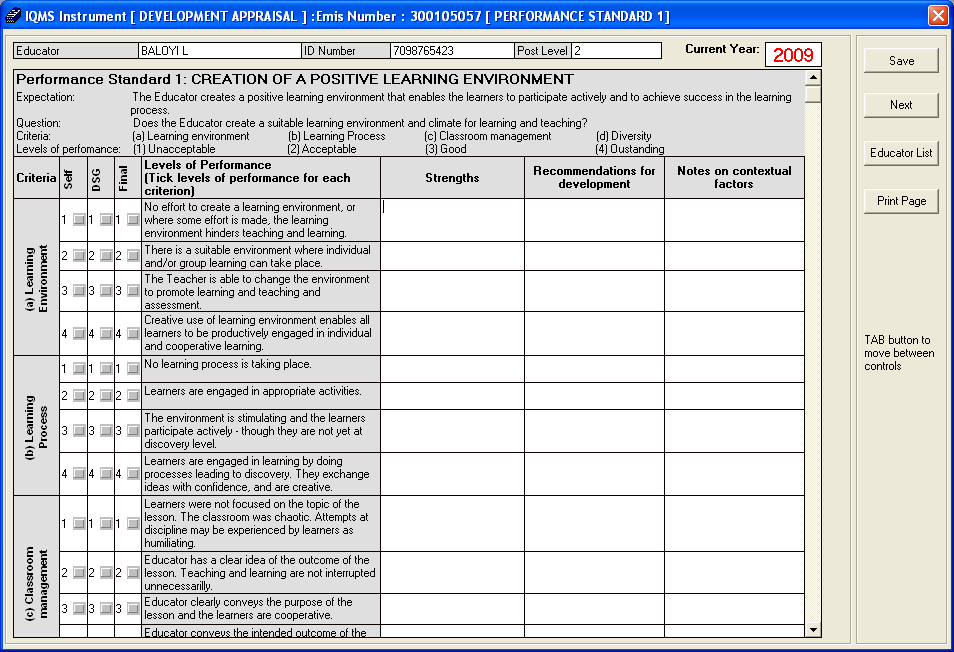 IQMS Instrument [ DEVELOPMENT APPRAISAL ] :Emis Number : 300105057 [ PERFORMANCE STANDARD 1]
Educator BALOYI L ID Number 7098765423 Post Level 2 Current Year: 2009
Performance Standard 1: CREATION OF A POSITIVE LEARNING ENVIRONMENT
Expectation: The Educator creates a positive learning environment that enables the learners to participate actively and to achieve success in the learning
process.
Question: Does the Educator create a suitable learning environment and climate for learning and teaching?
Criteria: (a) Learning environment (b) Learning Process (c) Classroom management (d) Diversity
Levels of perfomance: (1) Unacceptable (2) Acceptable (3) Good (4) Oustanding
Criteria Self DSG Final
Levels of Performance
(Tick levels of performance for each
criterion)
Strengths
Recommendations for
development
Notes on contextual
factors
(a) Learning
Environment
1 1 1
No effort to create a learning environment, or
where some effort is made, the learning
environment hinders teaching and learning.
2 2 2
There is a suitable environment where individual
and/or group learning can take place.
3 3 3
The Teacher is able to change the environment
to promote learning and teaching and
assessment.
4 4 4
Creative use of learning environment enables all
learners to be productively engaged in individual
and cooperative learning.
(b) Learning
Process
1 1 1
No learning process is taking place.
2 2 2
Learners are engaged in appropriate activities.
3 3 3
The environment is stimulating and the learners
participate actively - though they are not yet at
discovery level.
4 4 4
Learners are engaged in learning by doing
processes leading to discovery. They exchange
ideas with confidence, and are creative.
(c) Classroom
management
1 1 1
Learners were not focused on the topic of the
lesson. The classroom was chaotic. Attempts at
discipline may be experienced by learners as
humiliating.
2 2 2
Educator has a clear idea of the outcome of the
lesson. Teaching and learning are not interrupted
unnecessarilly.
3 3 3
Educator clearly conveys the purpose of the
lesson and the learners are cooperative.
Educator conveys the intended outcome of the
Save
Next
Educator List
Print Page
TAB button to
move between
controls